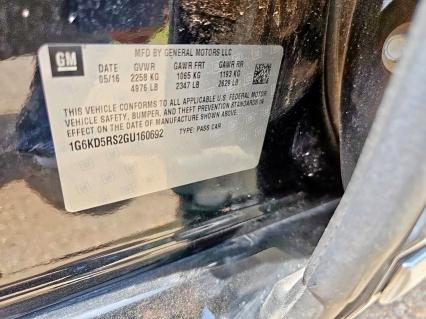 GM
MFD BY GENERAL MOTORS LLC
DATE GVWR GAWR FRT GAWR RR
05/16 2258 KG 1065 KG 1193 KG
4976 LB 2347 LB 2629 LB
THIS VEHICLE CONFORMS TO ALL APPLICABLE U.S. FEDERAL MOTOR
VEHICLE SAFETY, BUMPER, AND THEFT PREVENTION STANDARDS IN
EFFECT ON THE DATE OF MANUFACTURE SHOWN ABOVE.
1G6KD5RS2GU160692 TYPE: PASS CAR